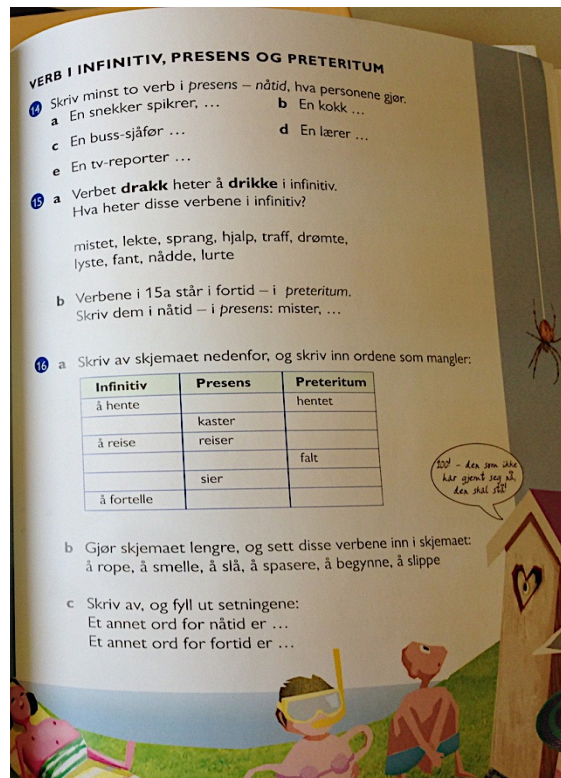 VERB I INFINITIV, PRESENS OG PRETERITUM
14 Skriv minst to verb i presens – nåtid, hva personene gjør.
a En snekker spikrer, ... b En kokk ...
c En buss-sjåfør ... d En lærer ...
e En tv-reporter ...
15 a Verbet drakk heter å drikke i infinitiv.
Hva heter disse verbene i infinitiv?
mistet, lekte, sprang, hjalp, traff, drømte,
lyste, fant, nådde, lurte
b Verbene i 15a står i fortid – i preteritum.
Skriv dem i nåtid – i presens: mister, ...
16 a Skriv av skjemaet nedenfor, og skriv inn ordene som mangler:
Infinitiv Presens Preteritum
å hente hentet
kaster
å reise reiser
falt
sier
å fortelle
100! - den som ikke
har gjemt seg nå,
den skal stå!
b Gjør skjemaet lengre, og sett disse verbene inn i skjemaet:
å rope, å smelle, å slå, å spasere, å begynne, å slippe
c Skriv av, og fyll ut setningene:
Et annet ord for nåtid er ...
Et annet ord for fortid er ...